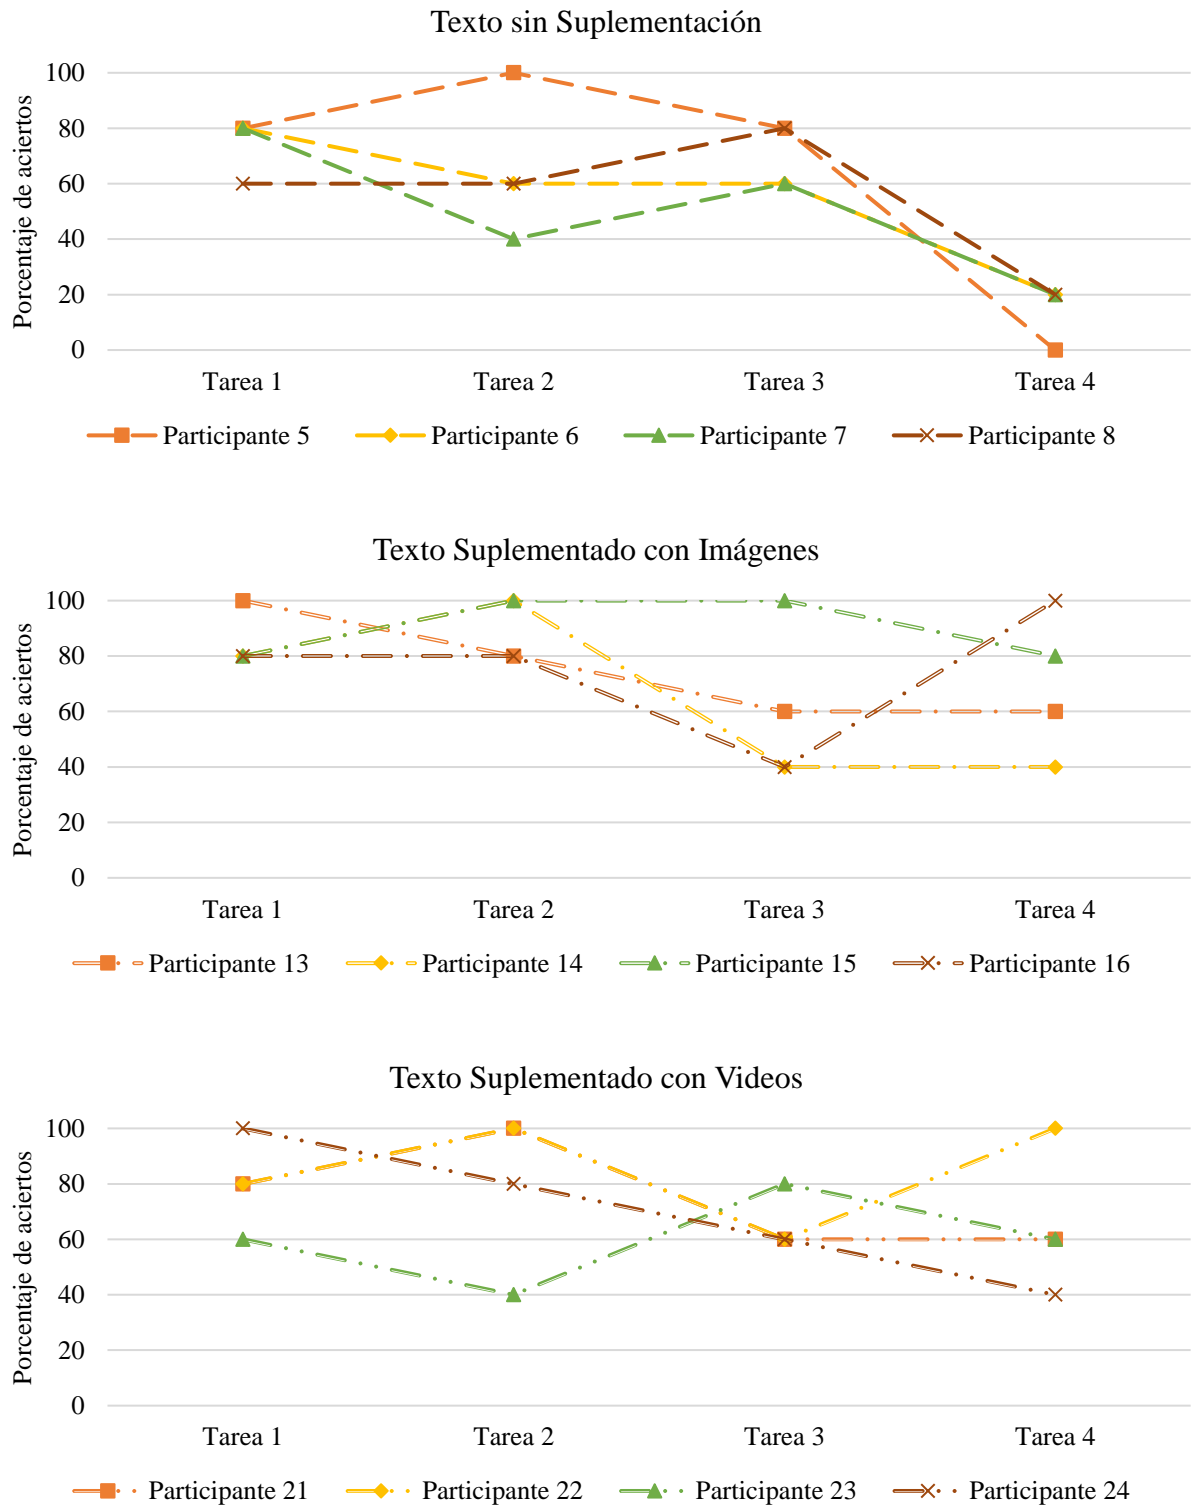 Texto sin Suplementación
Porcentaje de aciertos
100
80
60
40
20
0
Tarea 1 Tarea 2 Tarea 3 Tarea 4
Participante 5 Participante 6 Participante 7 Participante 8
Texto Suplementado con Imágenes
Porcentaje de aciertos
100
80
60
40
20
0
Tarea 1 Tarea 2 Tarea 3 Tarea 4
Participante 13 Participante 14 Participante 15 Participante 16
Texto Suplementado con Videos
Porcentaje de aciertos
100
80
60
40
20
0
Tarea 1 Tarea 2 Tarea 3 Tarea 4
Participante 21 Participante 22 Participante 23 Participante 24